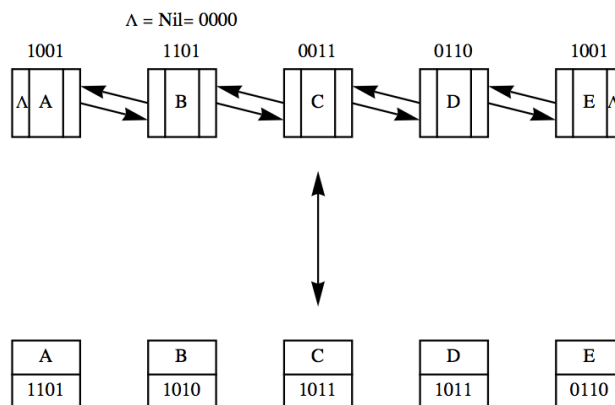 Λ = Nil= 0000
1001 1101 0011 0110 1001
Λ A B C D E Λ
A B C D E
1101 1010 1011 1011 0110